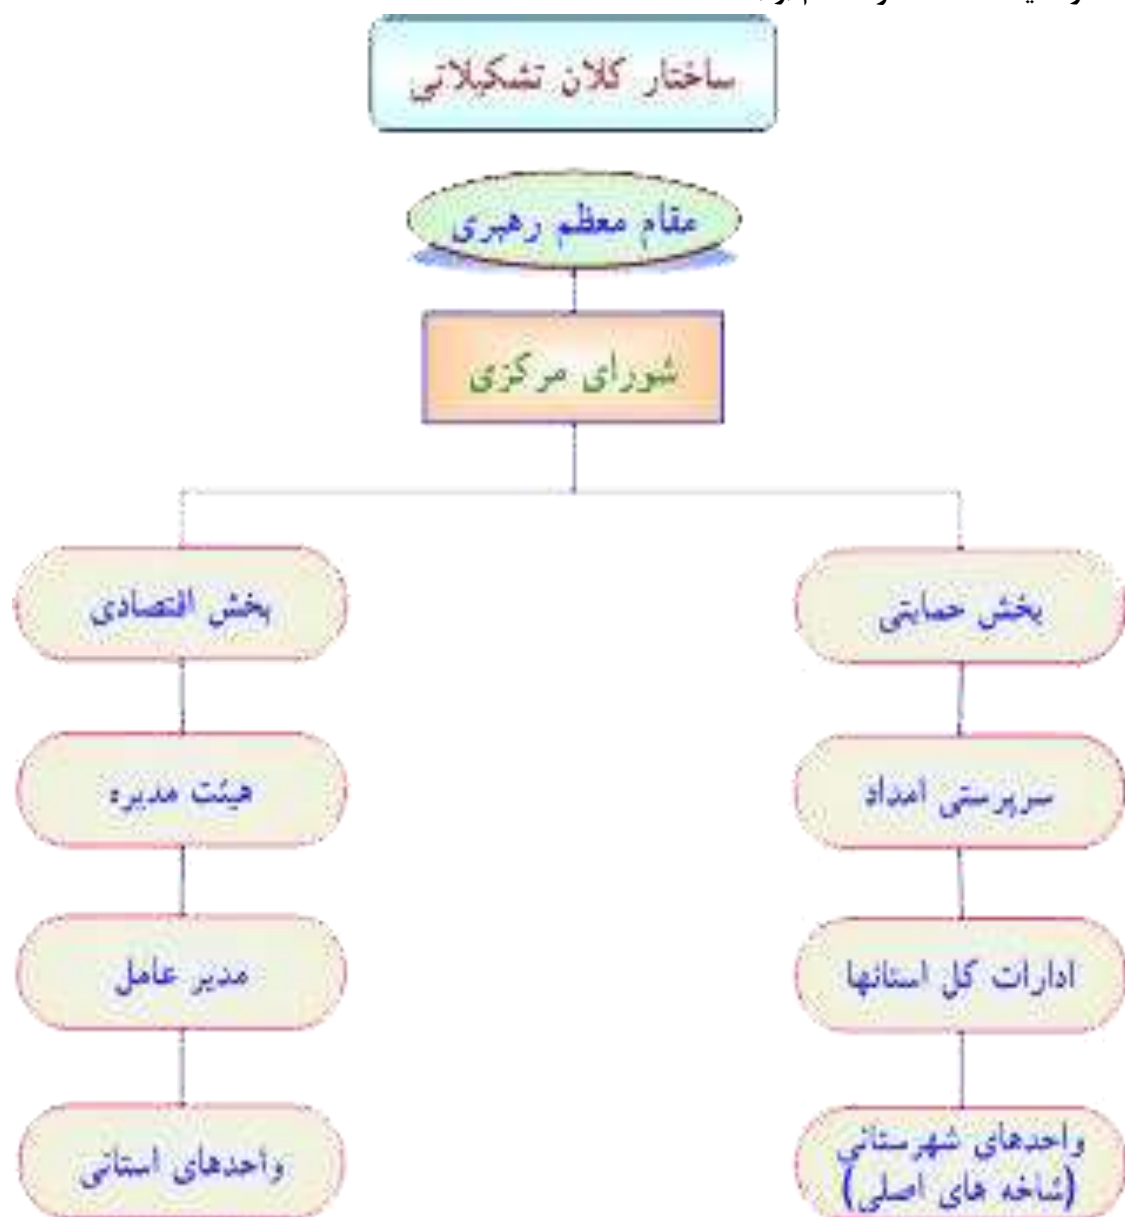 ساختار کلان تشکیلاتی
مقام معظم رهبری
شورای مرکزی
بخش حمایتی
بخش اقتصادی
سرپرستی امداد
هیئت مدیره
ادارات کل استانها
مدیر عامل
واحدهای شهرستانی
(شاخه های اصلی)
واحدهای استانی